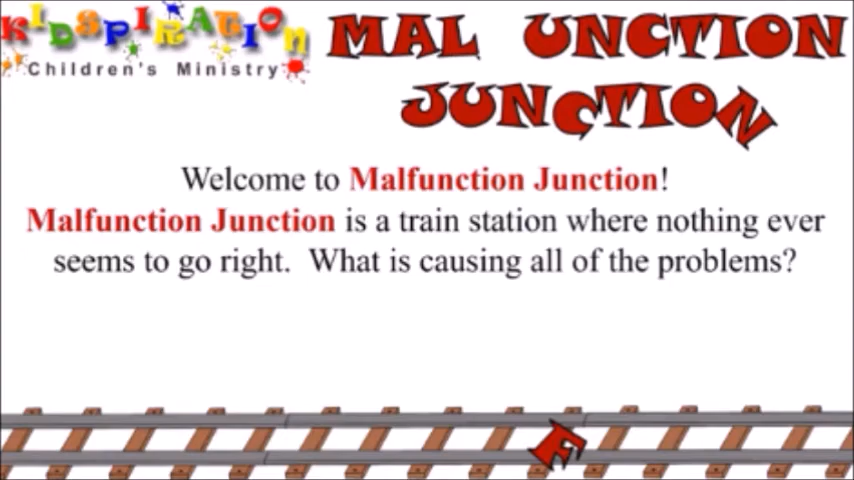 KIDSPIRATION
Children's Ministry
MAL UNCTION
JUNCTION
Welcome to Malfunction Junction!
Malfunction Junction is a train station where nothing ever
seems to go right.  What is causing all of the problems?
F